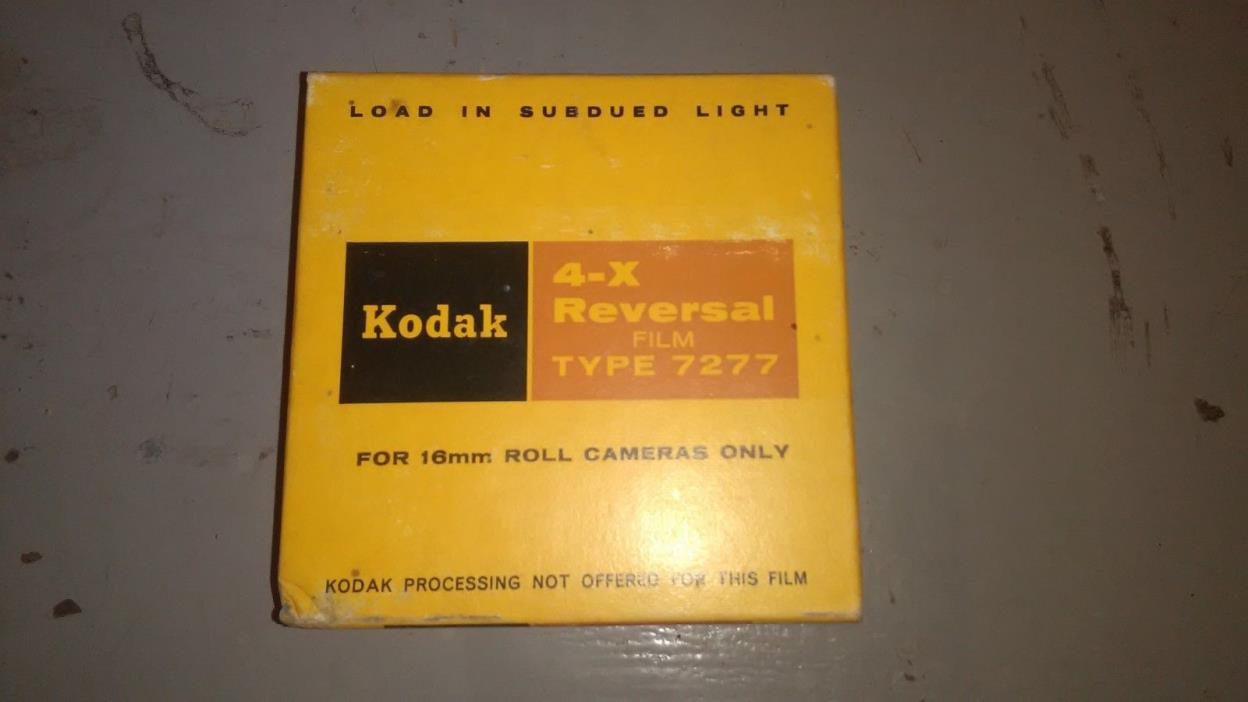 LOAD IN SUBDUED LIGHT
Kodak
4-X
Reversal
FILM
TYPE 7277
FOR 16mm ROLL CAMERAS ONLY
KODAK PROCESSING NOT OFFERED FOR THIS FILM